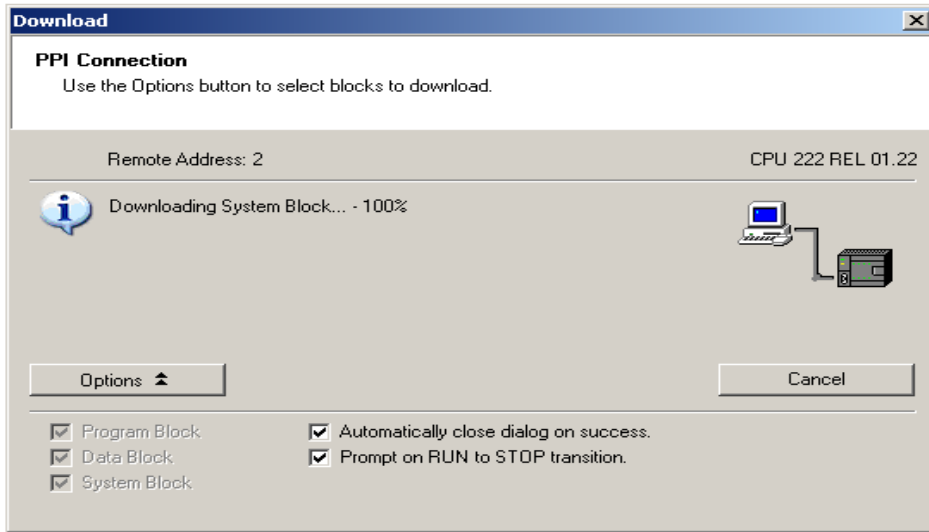 Download
PPI Connection
Use the Options button to select blocks to download.
Remote Address: 2
CPU 222 REL 01.22
Downloading System Block... - 100%
Options
Cancel
Program Block
Data Block
System Block
Automatically close dialog on success.
Prompt on RUN to STOP transition.